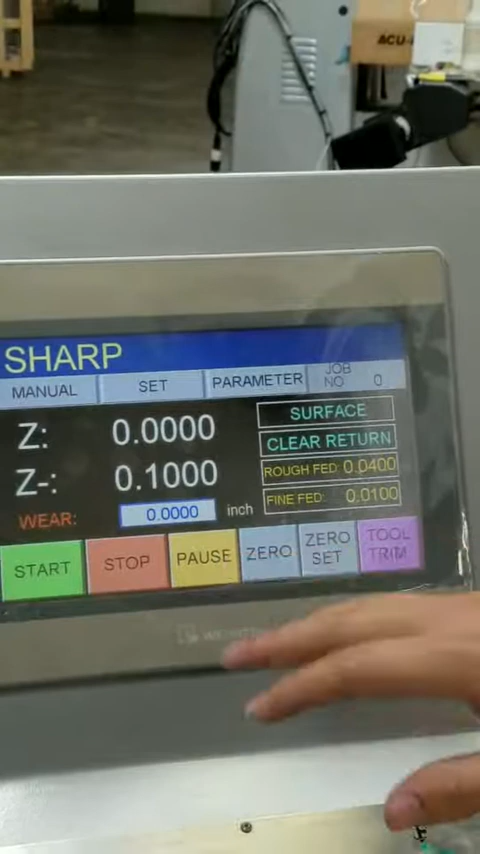 ACU-
SHARP
MANUAL SET PARAMETER JOB NO 0
Z: 0.0000 SURFACE
CLEAR RETURN
Z-: 0.1000 ROUGH FED: 0.0400
WEAR: 0.0000 inch FINE FED: 0.0100
START STOP PAUSE ZERO ZERO SET TOOL TRIM